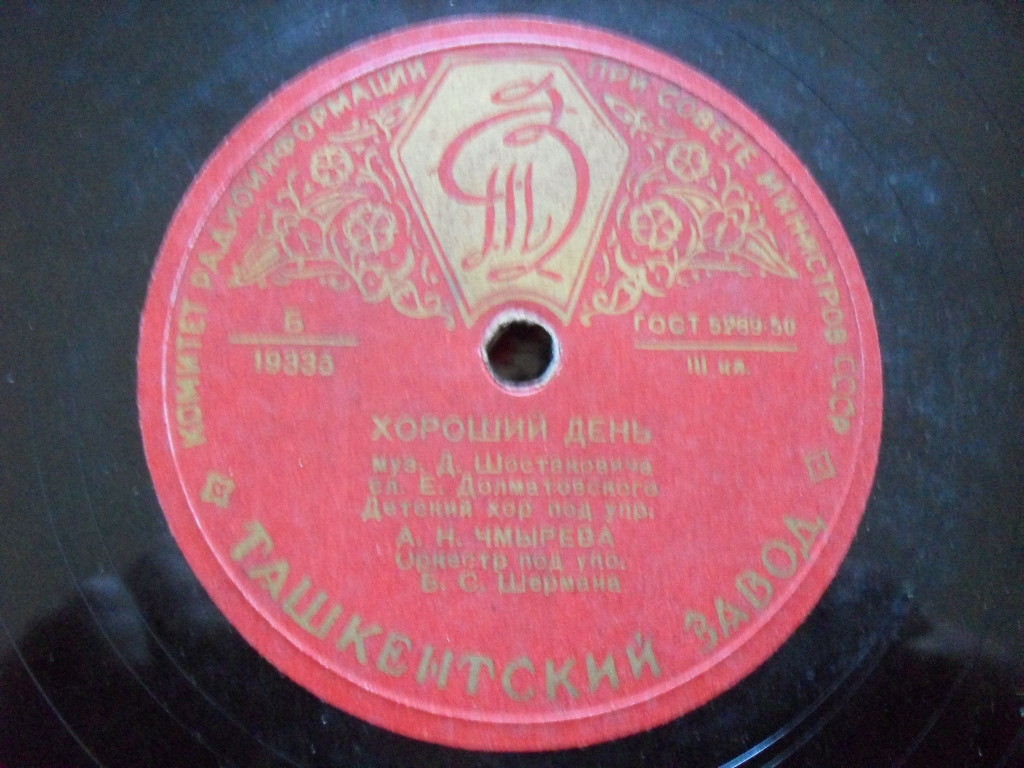 КОМИТЕТ РАДИОИНФОРМАЦИИ ПРИ СОВЕТЕ МИНИСТРОВ СССР
Б
19335
ГОСТ 5289-50
III кл.
ХОРОШИЙ ДЕНЬ
муз. Д. Шостаковича
сл. Е. Долматовского
Детский хор под упр.
А. Н. ЧМЫРЕВА
Оркестр под упр.
Б. С. Шермана
ТАШКЕНТСКИЙ ЗАВОД